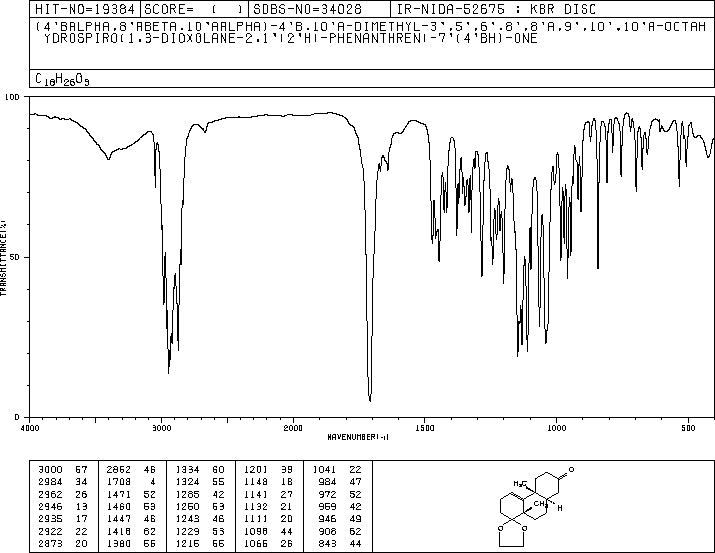 HIT-NO=19384 SCORE= ( ) SDBS-NO=34028 IR-NIDA-52675 : KBR DISC
(4'BALPHA,8'ABETA,10'AALPHA)-4'B,10'A-DIMETHYL-3',5',6',8',8'A,9',10',10'A-OCTAH
YDROSPIRO(1,3-DIOXOLANE-2,1'(2'H)-PHENANTHREN)-7'(4'BH)-ONE
C18H26O3
100
50
0
TRANSMITTANCE(%)
4000 3000 2000 1500 1000 500
WAVENUMBER(-1)
3000 67 2862 46 1334 60 1201 39 1041 22
2984 34 1708 4 1324 55 1148 18 984 47
2962 26 1471 52 1285 42 1141 27 972 52
2946 13 1460 53 1250 53 1132 21 959 42
2935 17 1447 46 1243 46 1111 20 946 49
2922 22 1418 62 1229 53 1098 44 908 62
2873 20 1380 55 1215 55 1066 26 843 44
O
H3C
CH3
H
O O